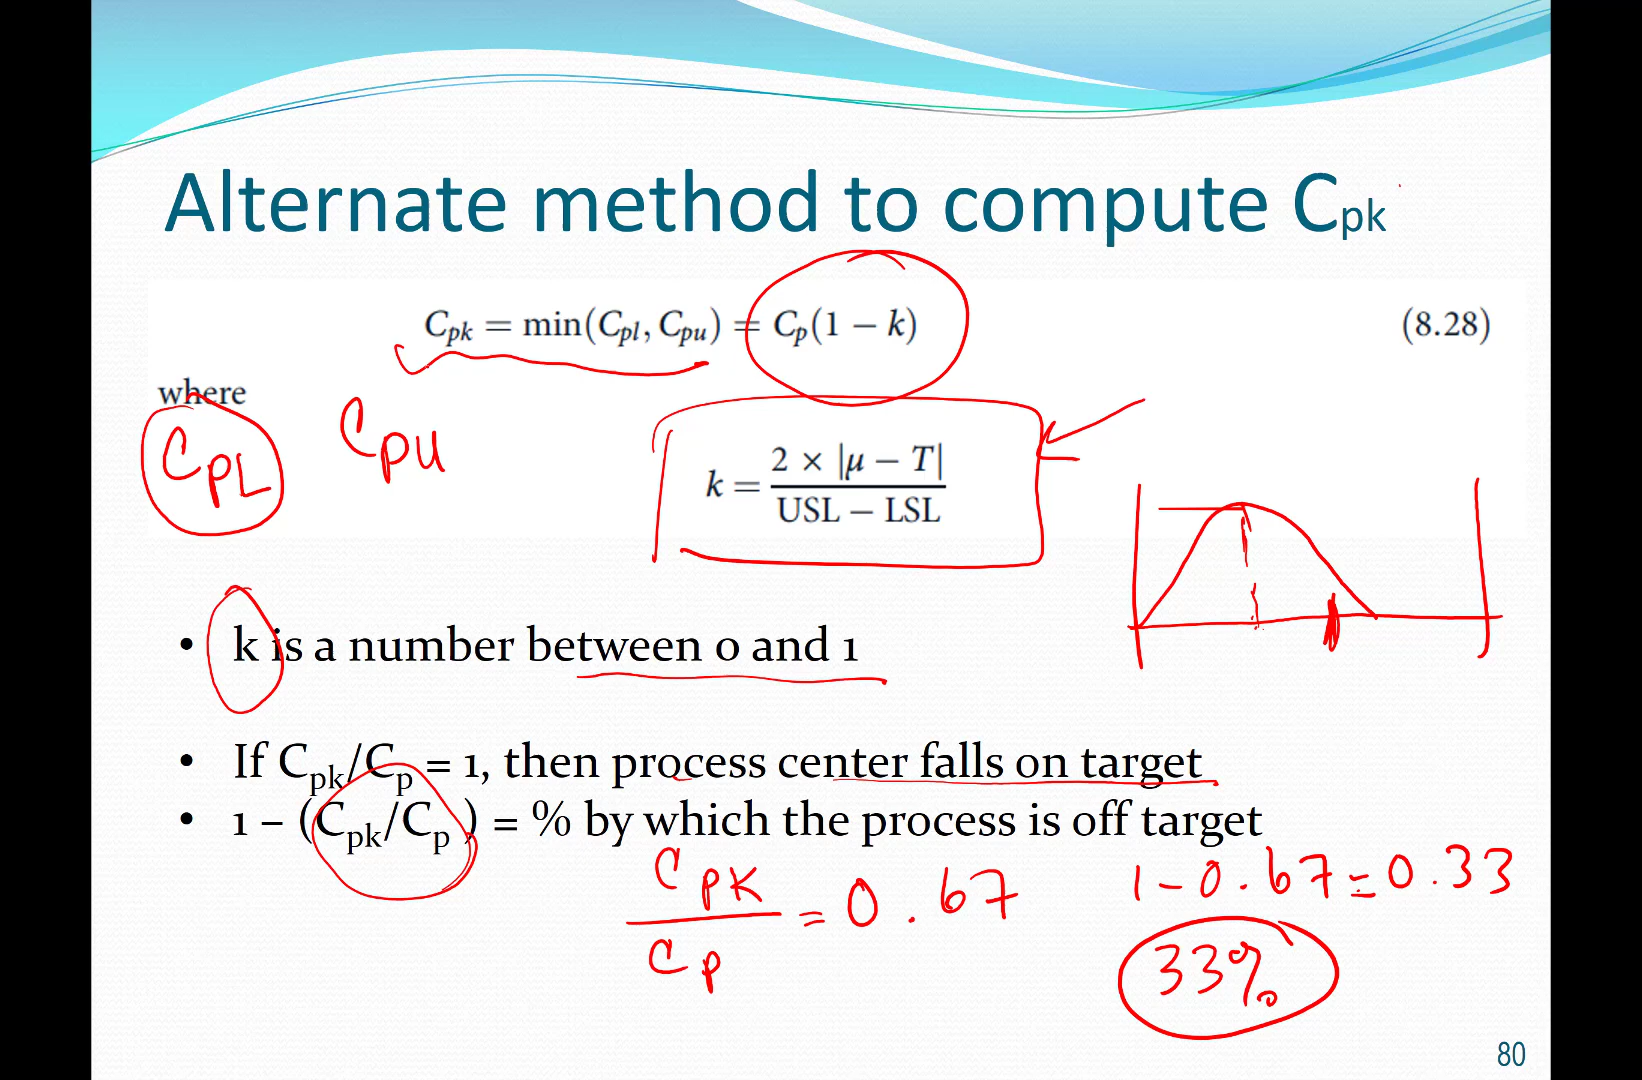 Alternate method to compute Cpk
Cpk = min(Cpl, Cpu) = Cp(1 − k) (8.28)
where
CPL CPU
k = 2 × |μ − T| / USL − LSL
• k is a number between 0 and 1
• If Cpk/Cp = 1, then process center falls on target
• 1 – (Cpk/Cp ) = % by which the process is off target
CPK / CP = 0.67
1 - 0.67 = 0.33
33%
80